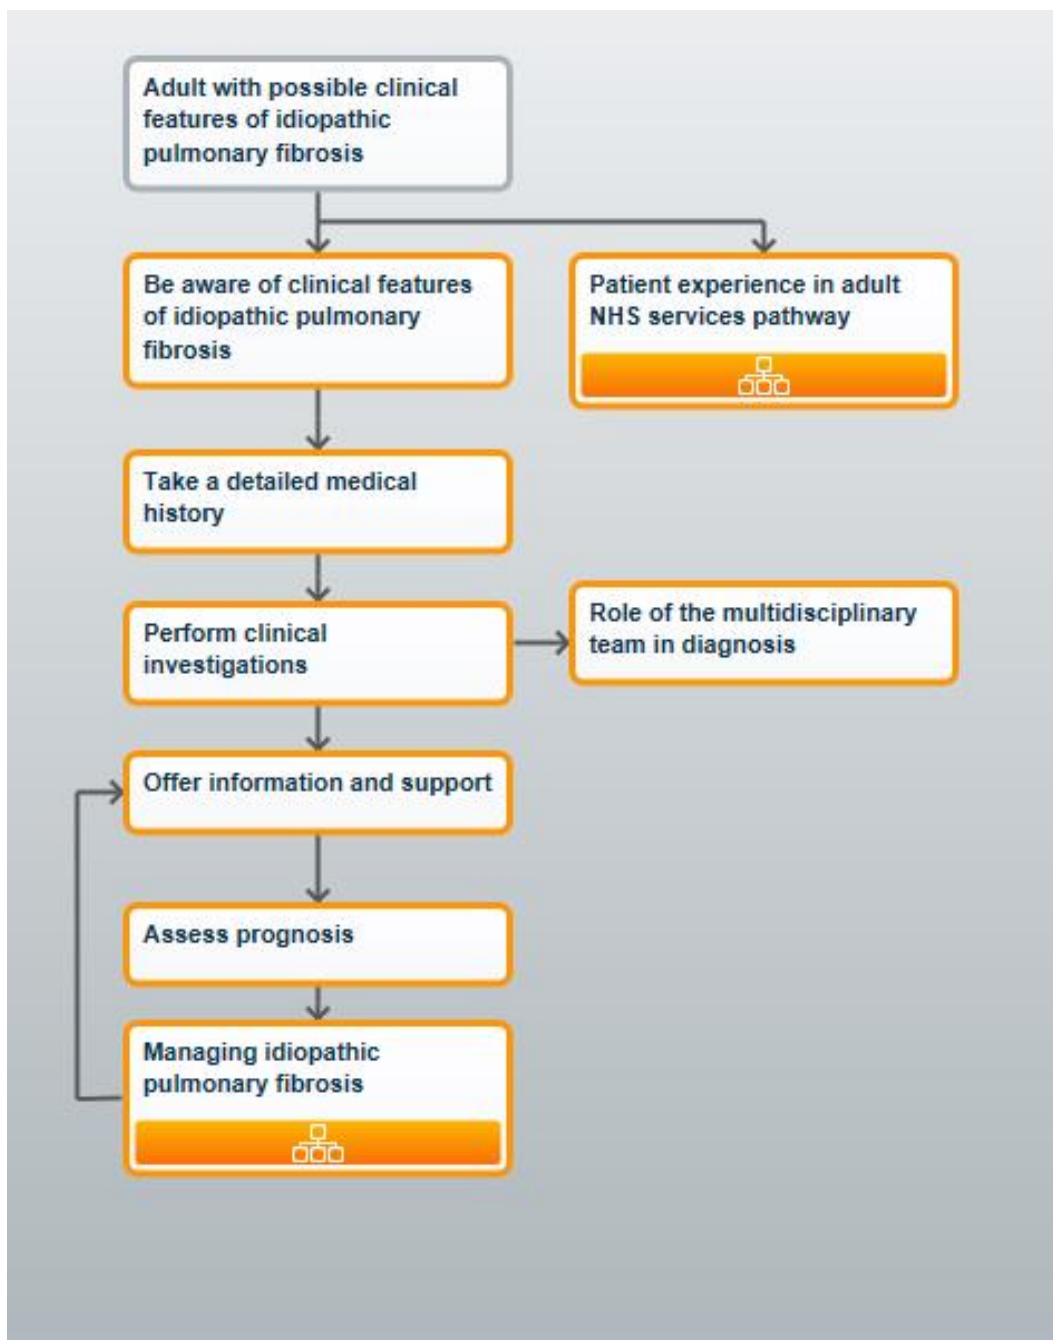 Adult with possible clinical
features of idiopathic
pulmonary fibrosis
Be aware of clinical features
of idiopathic pulmonary
fibrosis
Patient experience in adult
NHS services pathway
Take a detailed medical
history
Perform clinical
investigations
Role of the multidisciplinary
team in diagnosis
Offer information and support
Assess prognosis
Managing idiopathic
pulmonary fibrosis